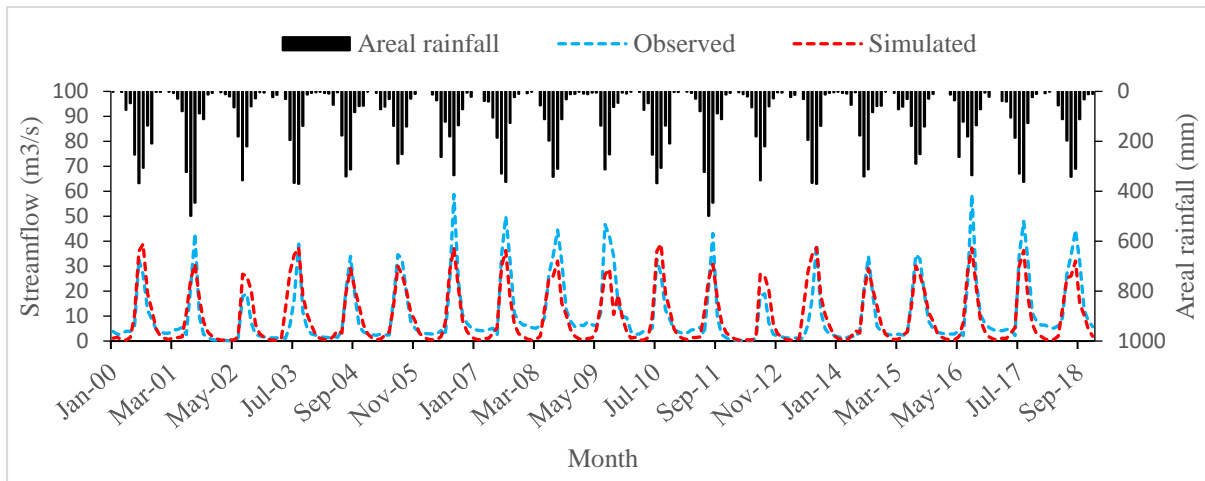 Areal rainfall Observed Simulated
100 0
90
80 200
70
60 400
50
40 600
30
20 800
10
0 1000
Streamflow (m3/s)
Areal rainfall (mm)
Jan-00 Mar-01 May-02 Jul-03 Sep-04 Nov-05 Jan-07 Mar-08 May-09 Jul-10 Sep-11 Nov-12 Jan-14 Mar-15 May-16 Jul-17 Sep-18
Month